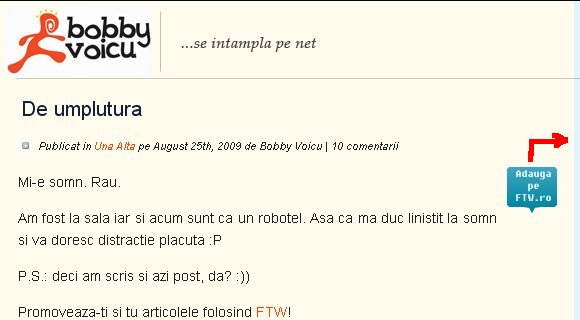 bobby
voicu
...se intampla pe net
De umplutura
Publicat in Una Alta pe August 25th, 2009 de Bobby Voicu | 10 comentarii
Mi-e somn. Rau.
Adauga
pe
FTW.ro
Am fost la sala iar si acum sunt ca un robotel. Asa ca ma duc linistit la somn
si va doresc distractie placuta :P
P.S.: deci am scris si azi post, da? :))
Promoveaza-ti si tu articolele folosind FTW!